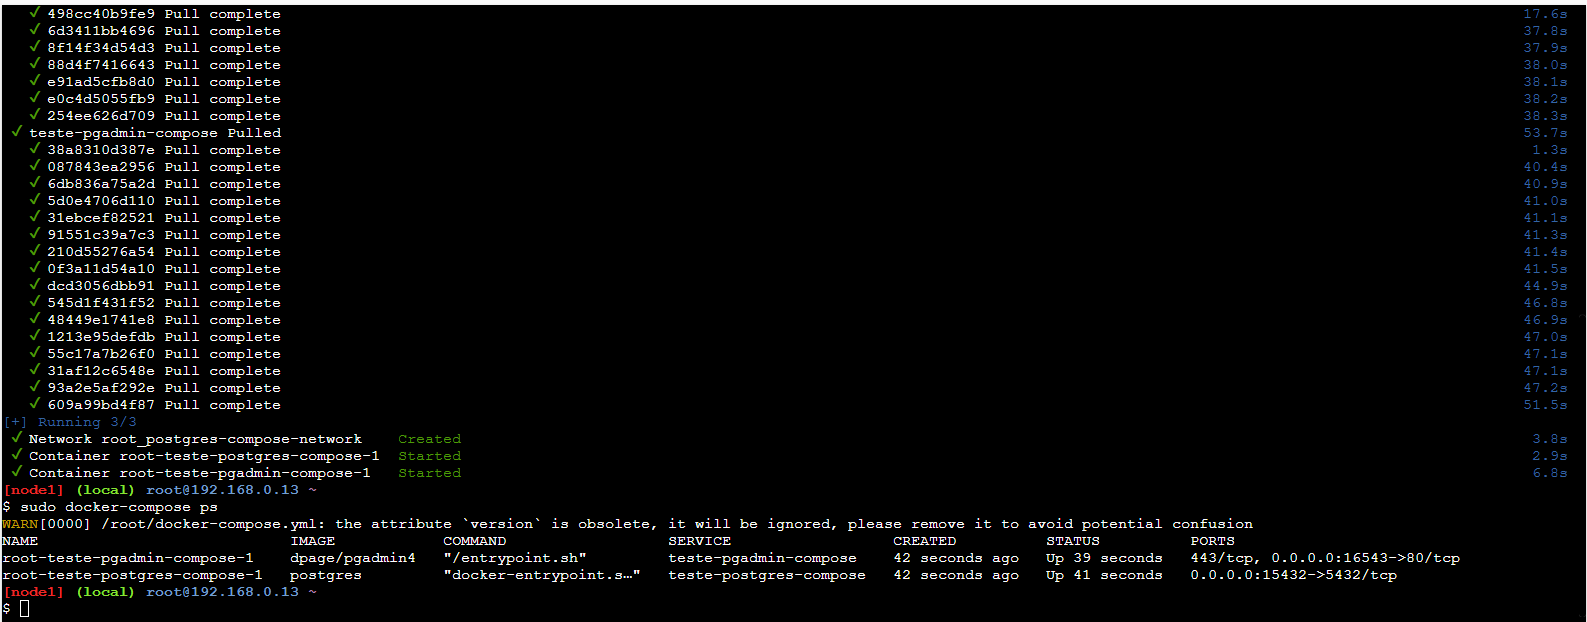 ✓ 498cc40b9fe9 Pull complete 17.6s
✓ 6d3411bb4696 Pull complete 37.8s
✓ 8f14f34d54d3 Pull complete 37.9s
✓ 88d4f7416643 Pull complete 38.0s
✓ e91ad5cfb8d0 Pull complete 38.1s
✓ e0c4d5055fb9 Pull complete 38.2s
✓ 254ee626d709 Pull complete 38.3s
✓ teste-pgadmin-compose Pulled 53.7s
✓ 38a8310d387e Pull complete 1.3s
✓ 087843ea2956 Pull complete 40.4s
✓ 6db836a75a2d Pull complete 40.9s
✓ 5d0e4706d110 Pull complete 41.0s
✓ 31ebcef82521 Pull complete 41.1s
✓ 91551c39a7c3 Pull complete 41.3s
✓ 210d55276a54 Pull complete 41.4s
✓ 0f3a11d54a10 Pull complete 41.5s
✓ dcd3056dbb91 Pull complete 44.9s
✓ 545d1f431f52 Pull complete 46.8s
✓ 48449e1741e8 Pull complete 46.9s
✓ 1213e95defdb Pull complete 47.0s
✓ 55c17a7b26f0 Pull complete 47.1s
✓ 31af12c6548e Pull complete 47.1s
✓ 93a2e5af292e Pull complete 47.2s
✓ 609a99bd4f87 Pull complete 51.5s
[+] Running 3/3
✓ Network root_postgres-compose-network Created 3.8s
✓ Container root-teste-postgres-compose-1 Started 2.9s
✓ Container root-teste-pgadmin-compose-1 Started 6.8s
[node1] (local) root@192.168.0.13 ~
$ sudo docker-compose ps
WARN[0000] /root/docker-compose.yml: the attribute `version` is obsolete, it will be ignored, please remove it to avoid potential confusion
NAME IMAGE COMMAND SERVICE CREATED STATUS PORTS
root-teste-pgadmin-compose-1 dpage/pgadmin4 "/entrypoint.sh" teste-pgadmin-compose 42 seconds ago Up 39 seconds 443/tcp, 0.0.0.0:16543->80/tcp
root-teste-postgres-compose-1 postgres "docker-entrypoint.s…" teste-postgres-compose 42 seconds ago Up 41 seconds 0.0.0.0:15432->5432/tcp
[node1] (local) root@192.168.0.13 ~
$